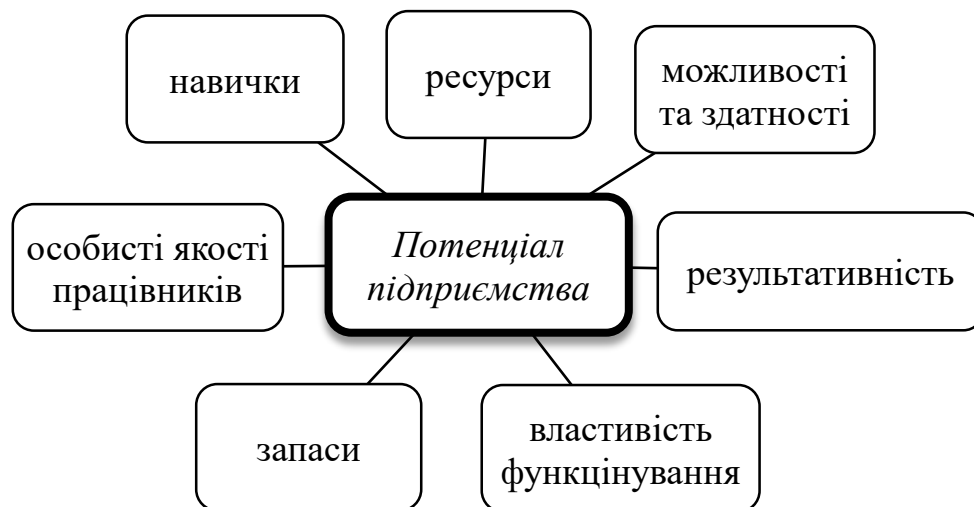 навички
ресурси
можливості
та здатності
особисті якості
працівників
Потенціал
підприємства
результативність
запаси
властивість
функцінування